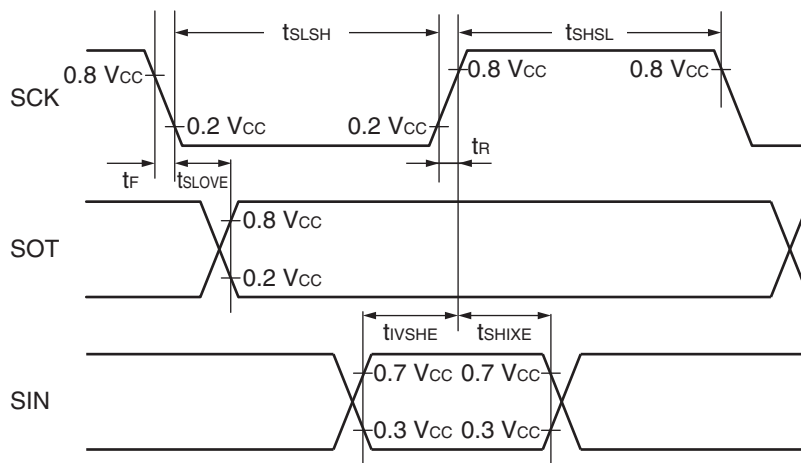 tSLSH tSHSL
0.8 VCC 0.8 VCC 0.8 VCC
SCK
0.2 VCC 0.2 VCC
tF tSLOVE tR
0.8 VCC
SOT
0.2 VCC
tIVSHE tSHIXE
0.7 VCC 0.7 VCC
SIN
0.3 VCC 0.3 VCC